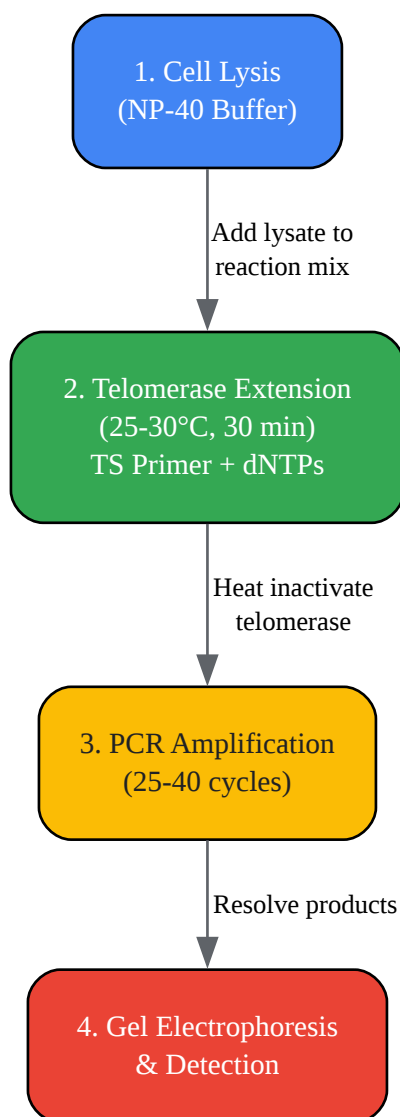 1. Cell Lysis
(NP-40 Buffer)
Add lysate to
reaction mix
2. Telomerase Extension
(25-30°C, 30 min)
TS Primer + dNTPs
Heat inactivate
telomerase
3. PCR Amplification
(25-40 cycles)
Resolve products
4. Gel Electrophoresis
& Detection